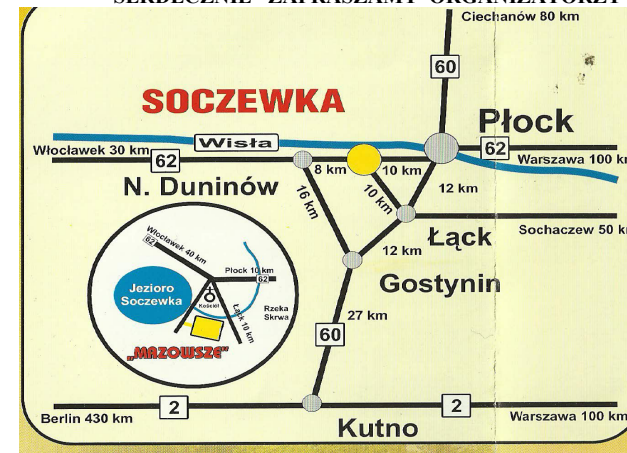 SERDECZNIE ZAPRASZAMY ORGANIZATORZY
Ciechanów 80 km
60
SOCZEWKA
Płock
Wisła
Włocławek 30 km
62
62
Warszawa 100 km
8 km
10 km
N. Duninów
16 km
10 km
12 km
Łąck
Sochaczew 50 k
12 km
Gostynin
Włocławek 40 km
62
Płock 10 km
62
Jezioro
Soczewka
Kościół
Łąck 10 km
Rzeka
Skrwa
„MAZOWSZE"
27 km
60
2
2
Berlin 430 km
Warszawa 100 km
Kutno